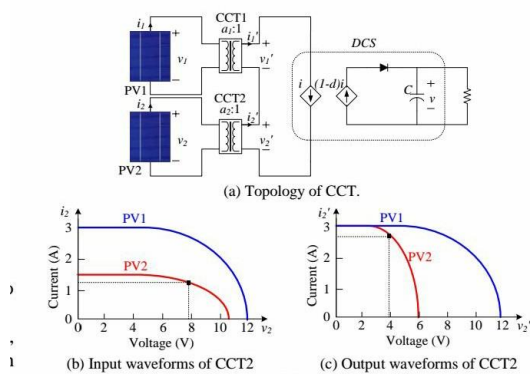 CCT1
a1:1
i1
i1'
+
+
v1
v1'
−
−
PV1
CCT2
a2:1
i2
i2'
+
+
v2
v2'
−
−
PV2
DCS
i
(1-d)i
C
+
v
−
(a) Topology of CCT.
i2
PV1
PV2
Current (A)
3
2
1
0
0 2 4 6 8 10 12 v2
Voltage (V)
(b) Input waveforms of CCT2
i2'
PV1
PV2
Current (A)
3
2
1
0
0 2 4 6 8 10 12 v2'
Voltage (V)
(c) Output waveforms of CCT2
,